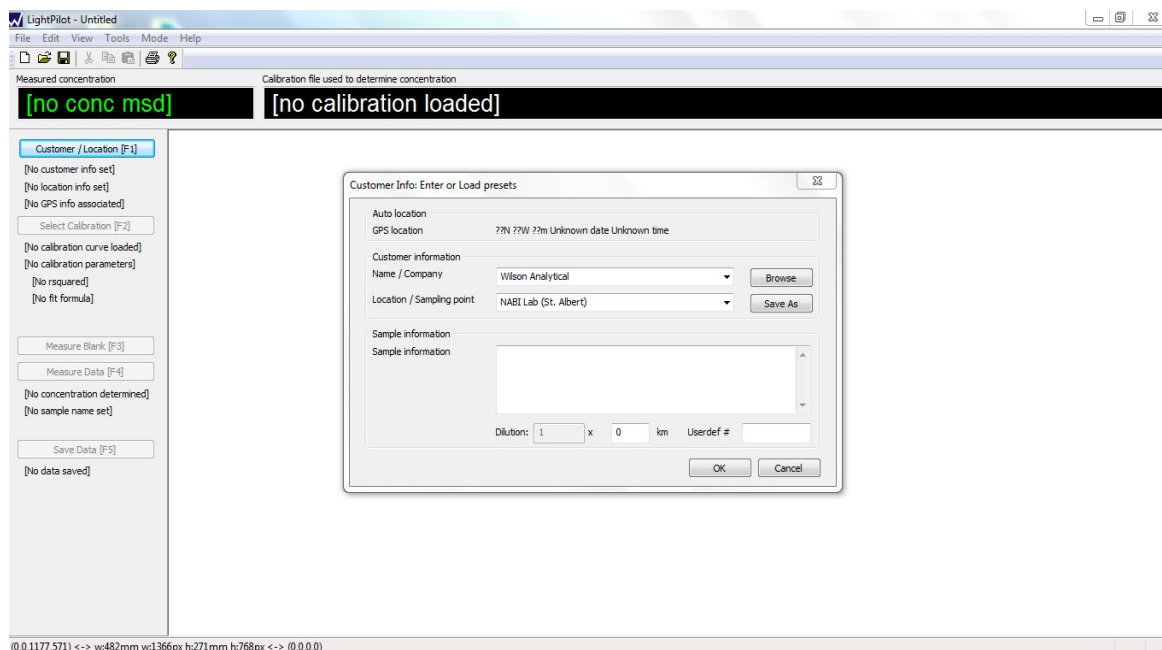 LightPilot - Untitled
File Edit View Tools Mode Help
Measured concentration
Calibration file used to determine concentration
[no conc msd]
[no calibration loaded]
Customer / Location [F1]
[No customer info set]
[No location info set]
[No GPS info associated]
Select Calibration [F2]
[No calibration curve loaded]
[No calibration parameters]
[No rsquared]
[No fit formula]
Measure Blank [F3]
Measure Data [F4]
[No concentration determined]
[No sample name set]
Save Data [F5]
[No data saved]
Customer Info: Enter or Load presets
Auto location
GPS location ??N ??W ??m Unknown date Unknown time
Customer information
Name / Company Wilson Analytical Browse
Location / Sampling point NABI Lab (St. Albert) Save As
Sample information
Sample information
Dilution: 1 x 0 km Userdef #
OK Cancel
(0.0.1177.571) <-> w:482mm w:1366px h:271mm h:768px <-> (0.0.0.0)